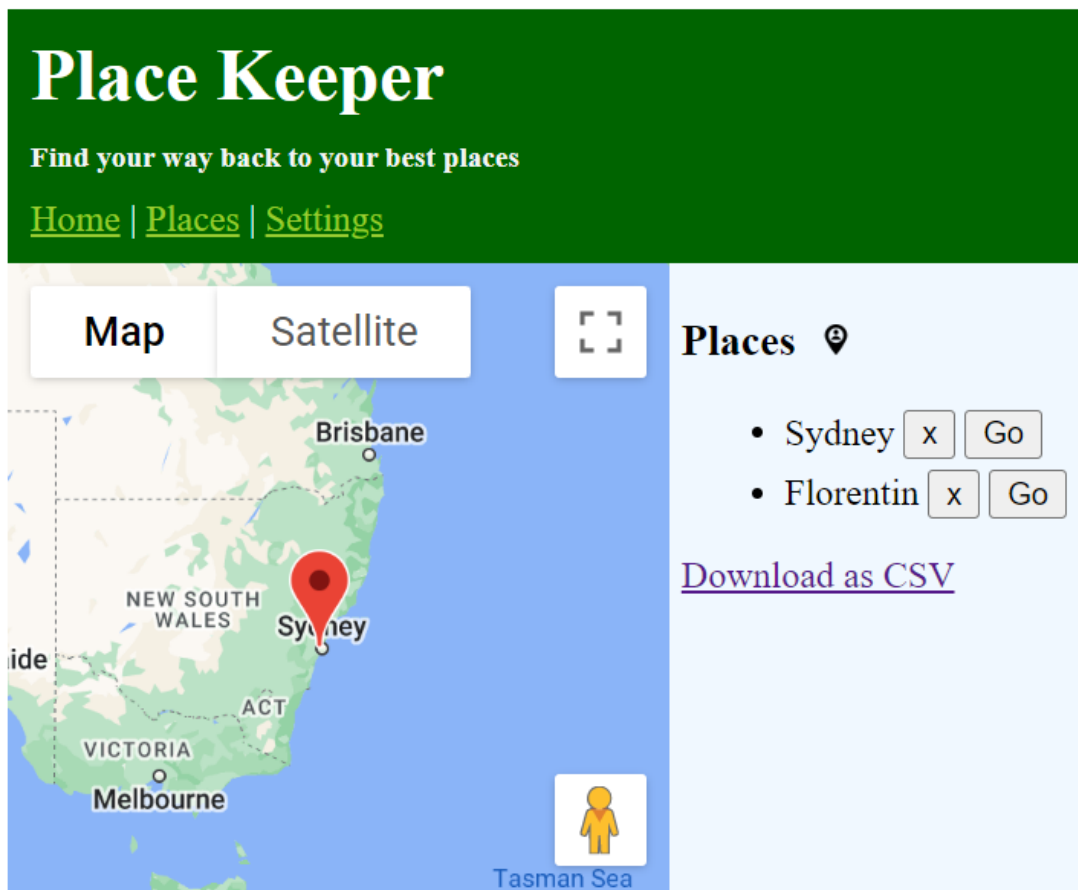 Place Keeper
Find your way back to your best places
Home | Places | Settings
Map
Satellite
Brisbane
NEW SOUTH
WALES
Sydney
ide
ACT
VICTORIA
Melbourne
Tasman Sea
Places
Sydney x Go
Florentin x Go
Download as CSV